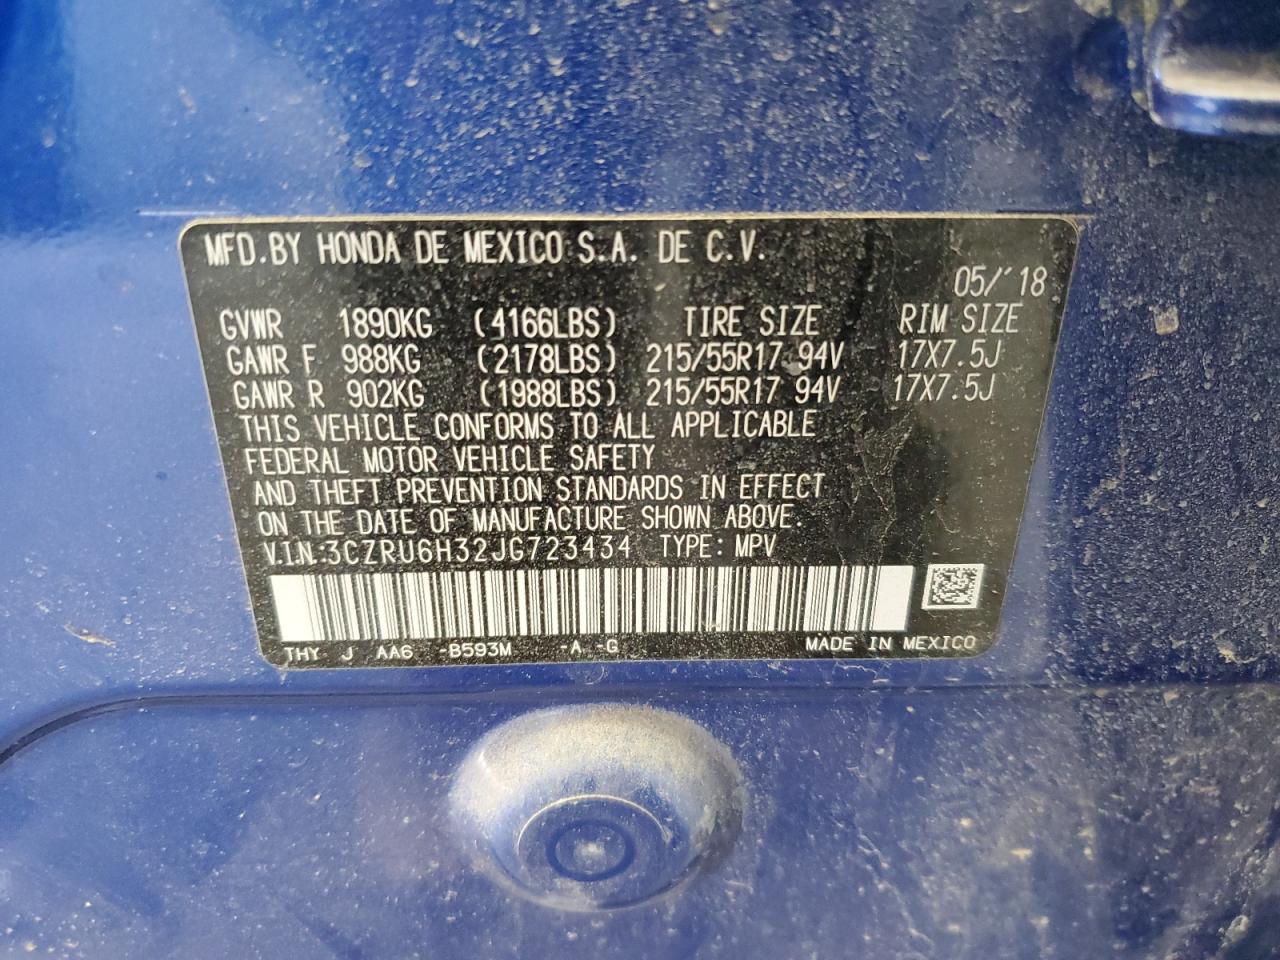 MFD.BY HONDA DE MEXICO S.A. DE C.V.
05/'18
GVWR 1890KG (4166LBS) TIRE SIZE RIM SIZE
GAWR F 988KG (2178LBS) 215/55R17 94V 17X7.5J
GAWR R 902KG (1988LBS) 215/55R17 94V 17X7.5J
THIS VEHICLE CONFORMS TO ALL APPLICABLE
FEDERAL MOTOR VEHICLE SAFETY
AND THEFT PREVENTION STANDARDS IN EFFECT
ON THE DATE OF MANUFACTURE SHOWN ABOVE.
V.I.N:3CZRU6H32JG723434 TYPE:MPV
THY J AA6 -B593M -A -G MADE IN MEXICO